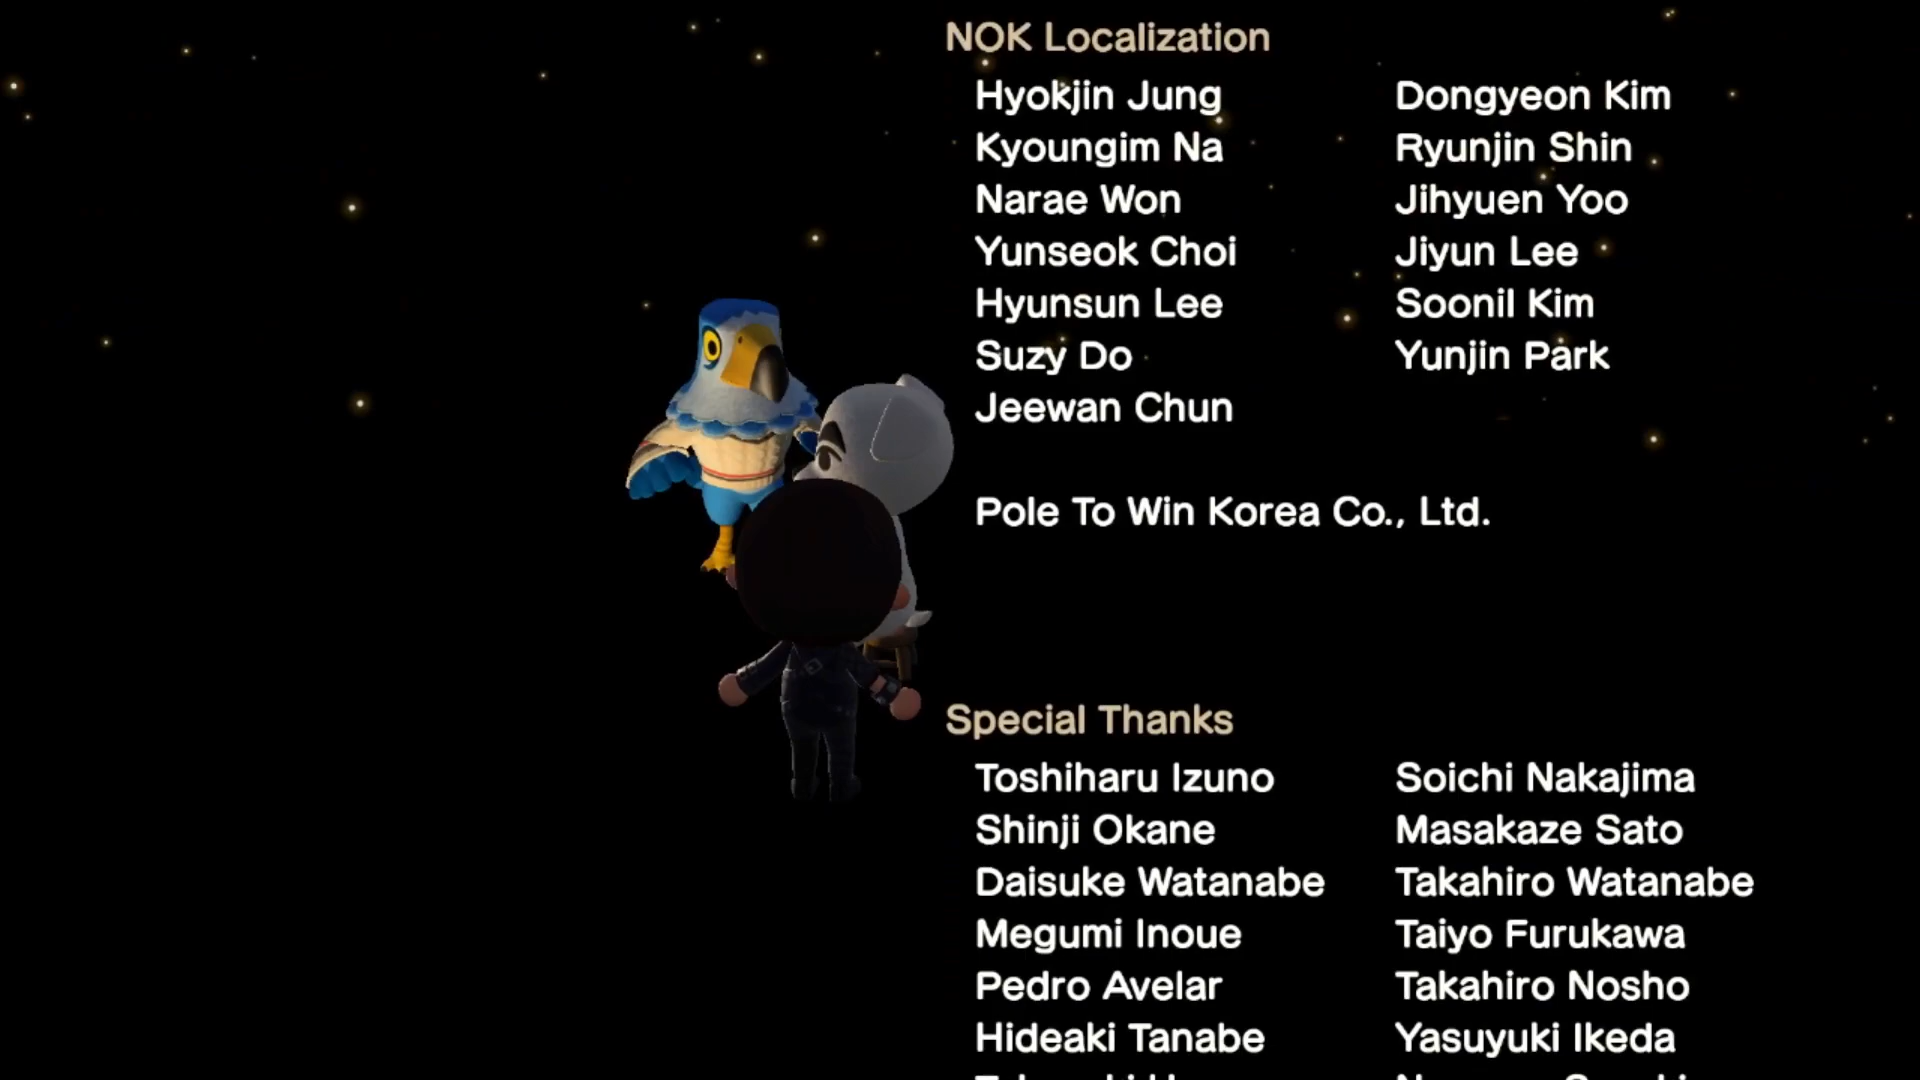 NOK Localization
Hyokjin Jung Dongyeon Kim
Kyoungim Na Ryunjin Shin
Narae Won Jihyuen Yoo
Yunseok Choi Jiyun Lee
Hyunsun Lee Soonil Kim
Suzy Do Yunjin Park
Jeewan Chun
Pole To Win Korea Co., Ltd.
Special Thanks
Toshiharu Izuno Soichi Nakajima
Shinji Okane Masakaze Sato
Daisuke Watanabe Takahiro Watanabe
Megumi Inoue Taiyo Furukawa
Pedro Avelar Takahiro Nosho
Hideaki Tanabe Yasuyuki Ikeda